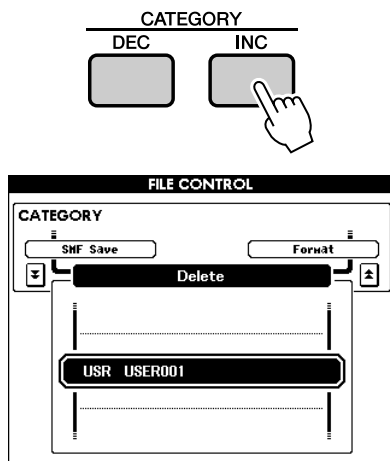 CATEGORY
DEC INC
FILE CONTROL
CATEGORY
SMF Save Format
Delete
USR USER001